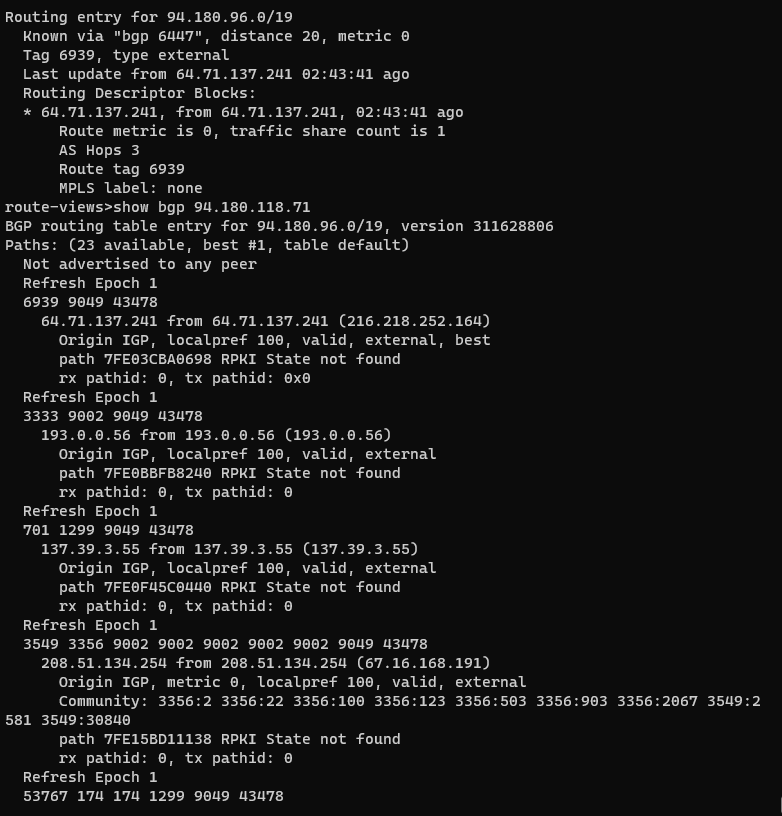 Routing entry for 94.180.96.0/19
Known via "bgp 6447", distance 20, metric 0
Tag 6939, type external
Last update from 64.71.137.241 02:43:41 ago
Routing Descriptor Blocks:
* 64.71.137.241, from 64.71.137.241, 02:43:41 ago
Route metric is 0, traffic share count is 1
AS Hops 3
Route tag 6939
MPLS label: none
route-views>show bgp 94.180.118.71
BGP routing table entry for 94.180.96.0/19, version 311628806
Paths: (23 available, best #1, table default)
Not advertised to any peer
Refresh Epoch 1
6939 9049 43478
64.71.137.241 from 64.71.137.241 (216.218.252.164)
Origin IGP, localpref 100, valid, external, best
path 7FE03CBA0698 RPKI State not found
rx pathid: 0, tx pathid: 0x0
Refresh Epoch 1
3333 9002 9049 43478
193.0.0.56 from 193.0.0.56 (193.0.0.56)
Origin IGP, localpref 100, valid, external
path 7FE0BBFB8240 RPKI State not found
rx pathid: 0, tx pathid: 0
Refresh Epoch 1
701 1299 9049 43478
137.39.3.55 from 137.39.3.55 (137.39.3.55)
Origin IGP, localpref 100, valid, external
path 7FE0F45C0440 RPKI State not found
rx pathid: 0, tx pathid: 0
Refresh Epoch 1
3549 3356 9002 9002 9002 9002 9002 9049 43478
208.51.134.254 from 208.51.134.254 (67.16.168.191)
Origin IGP, metric 0, localpref 100, valid, external
Community: 3356:2 3356:22 3356:100 3356:123 3356:503 3356:903 3356:2067 3549:2
581 3549:30840
path 7FE15BD11138 RPKI State not found
rx pathid: 0, tx pathid: 0
Refresh Epoch 1
53767 174 174 1299 9049 43478